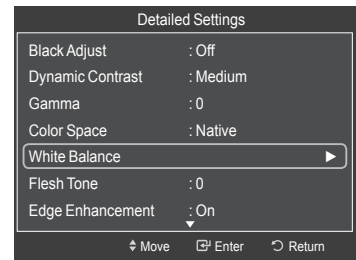 Detailed Settings
Black Adjust : Off
Dynamic Contrast : Medium
Gamma : 0
Color Space : Native
White Balance ►
Flesh Tone : 0
Edge Enhancement : On
Move Enter Return